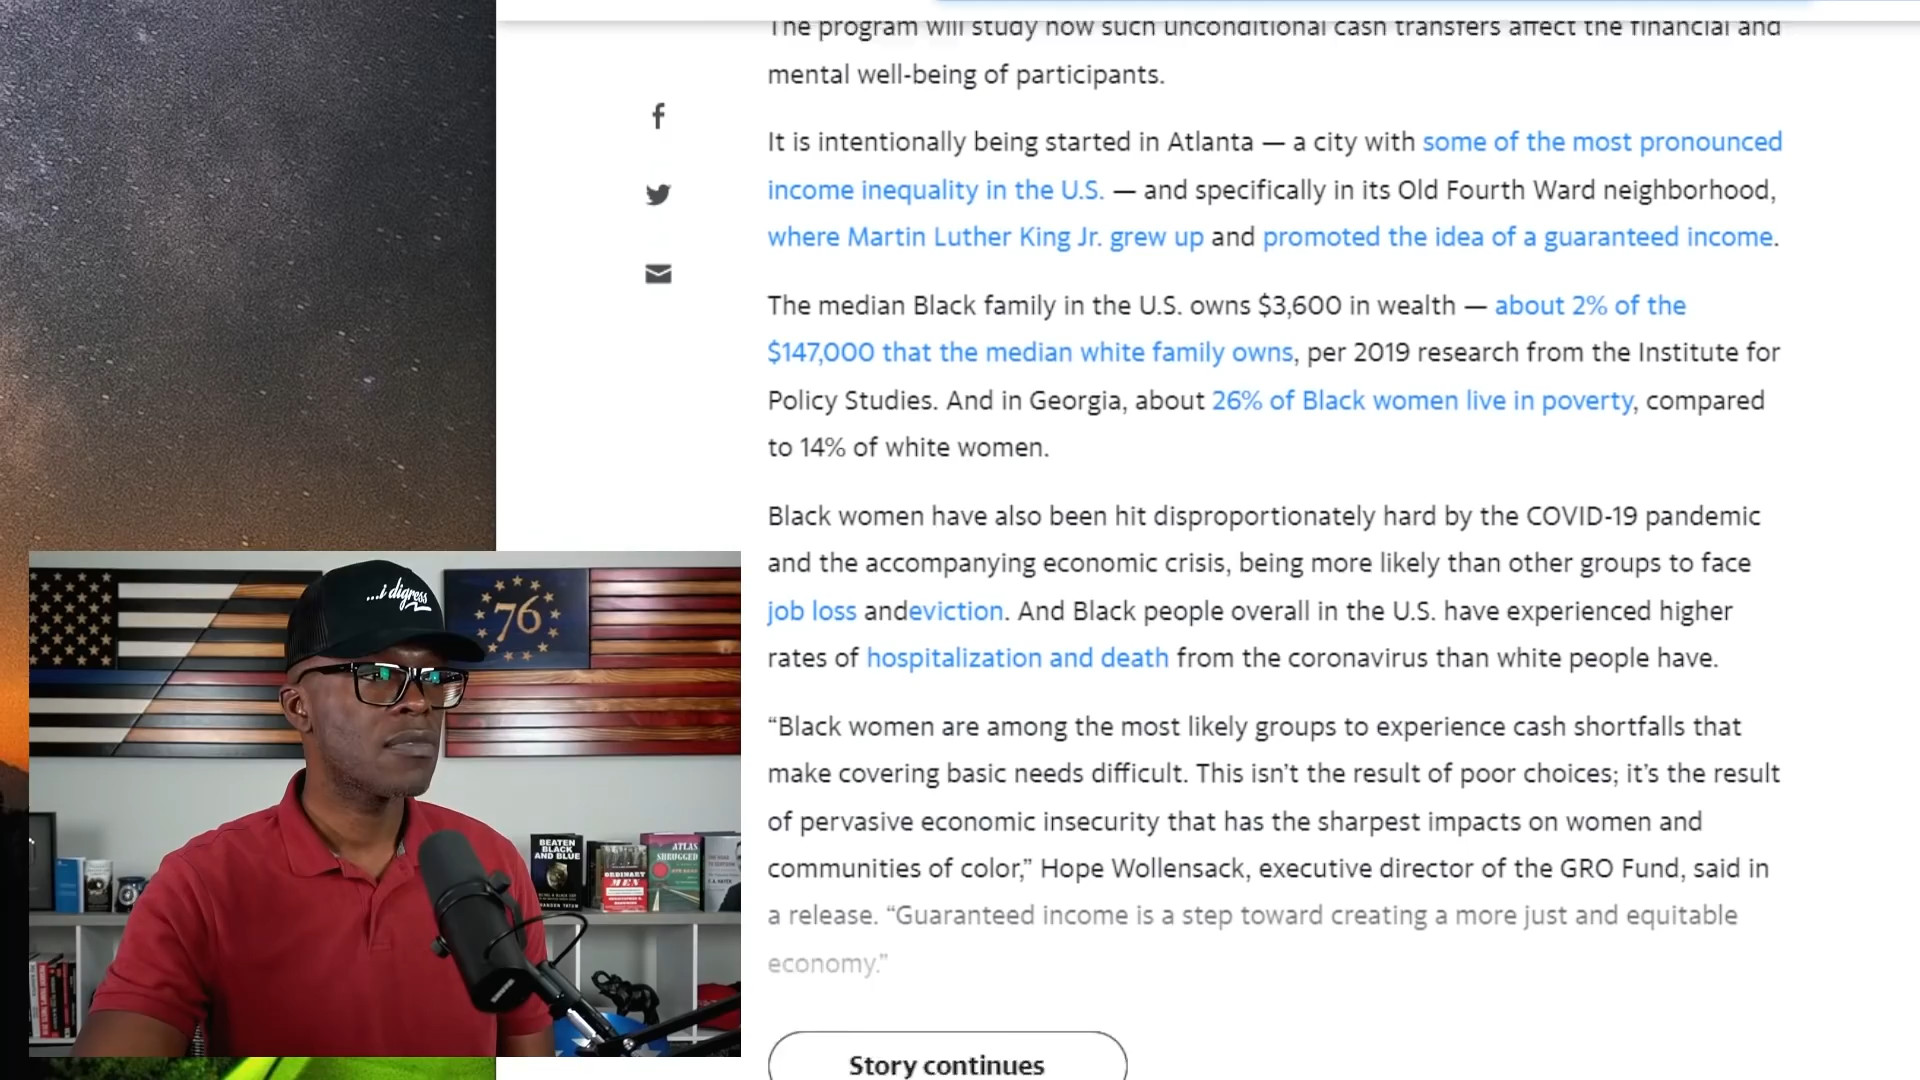 The program will study how such unconditional cash transfers affect the financial and
mental well-being of participants.
It is intentionally being started in Atlanta — a city with some of the most pronounced
income inequality in the U.S. — and specifically in its Old Fourth Ward neighborhood,
where Martin Luther King Jr. grew up and promoted the idea of a guaranteed income.
The median Black family in the U.S. owns $3,600 in wealth — about 2% of the
$147,000 that the median white family owns, per 2019 research from the Institute for
Policy Studies. And in Georgia, about 26% of Black women live in poverty, compared
to 14% of white women.
Black women have also been hit disproportionately hard by the COVID-19 pandemic
and the accompanying economic crisis, being more likely than other groups to face
job loss andeviction. And Black people overall in the U.S. have experienced higher
rates of hospitalization and death from the coronavirus than white people have.
“Black women are among the most likely groups to experience cash shortfalls that
make covering basic needs difficult. This isn’t the result of poor choices; it’s the result
of pervasive economic insecurity that has the sharpest impacts on women and
communities of color,” Hope Wollensack, executive director of the GRO Fund, said in
a release. “Guaranteed income is a step toward creating a more just and equitable
economy.”
Story continues
...i digress
76
BEATEN
BLACK
AND BLUE
ORDINARY
MEN
ATLAS
SHRUGGED